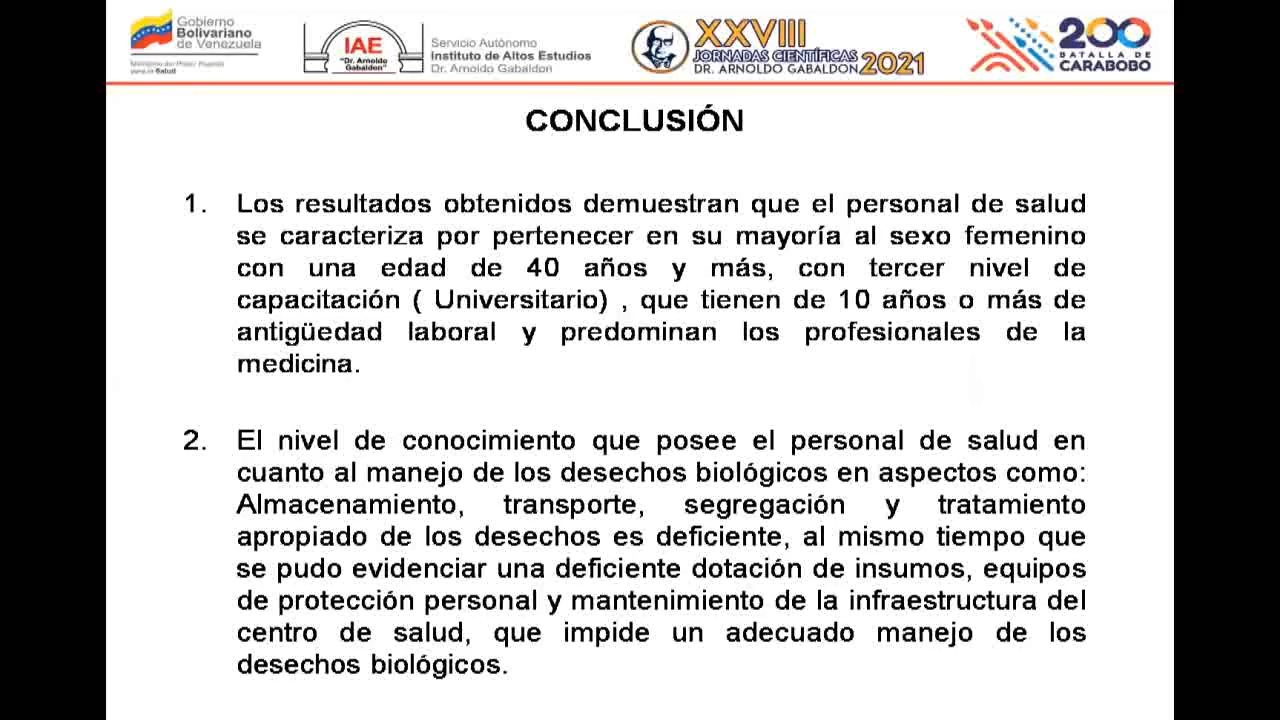 Gobierno
Bolivariano
de Venezuela
Ministerio del Poder Popular
para la Salud
IAE
"Dr. Arnoldo
Gabaldon"
Servicio Autónomo
Instituto de Altos Estudios
Dr. Arnoldo Gabaldon
XXVIII
JORNADAS CIENTÍFICAS
DR. ARNOLDO GABALDON 2021
200
BATALLA DE
CARABOBO
CONCLUSIÓN
1. Los resultados obtenidos demuestran que el personal de salud
se caracteriza por pertenecer en su mayoría al sexo femenino
con una edad de 40 años y más, con tercer nivel de
capacitación ( Universitario) , que tienen de 10 años o más de
antigüedad laboral y predominan los profesionales de la
medicina.
2. El nivel de conocimiento que posee el personal de salud en
cuanto al manejo de los desechos biológicos en aspectos como:
Almacenamiento, transporte, segregación y tratamiento
apropiado de los desechos es deficiente, al mismo tiempo que
se pudo evidenciar una deficiente dotación de insumos, equipos
de protección personal y mantenimiento de la infraestructura del
centro de salud, que impide un adecuado manejo de los
desechos biológicos.